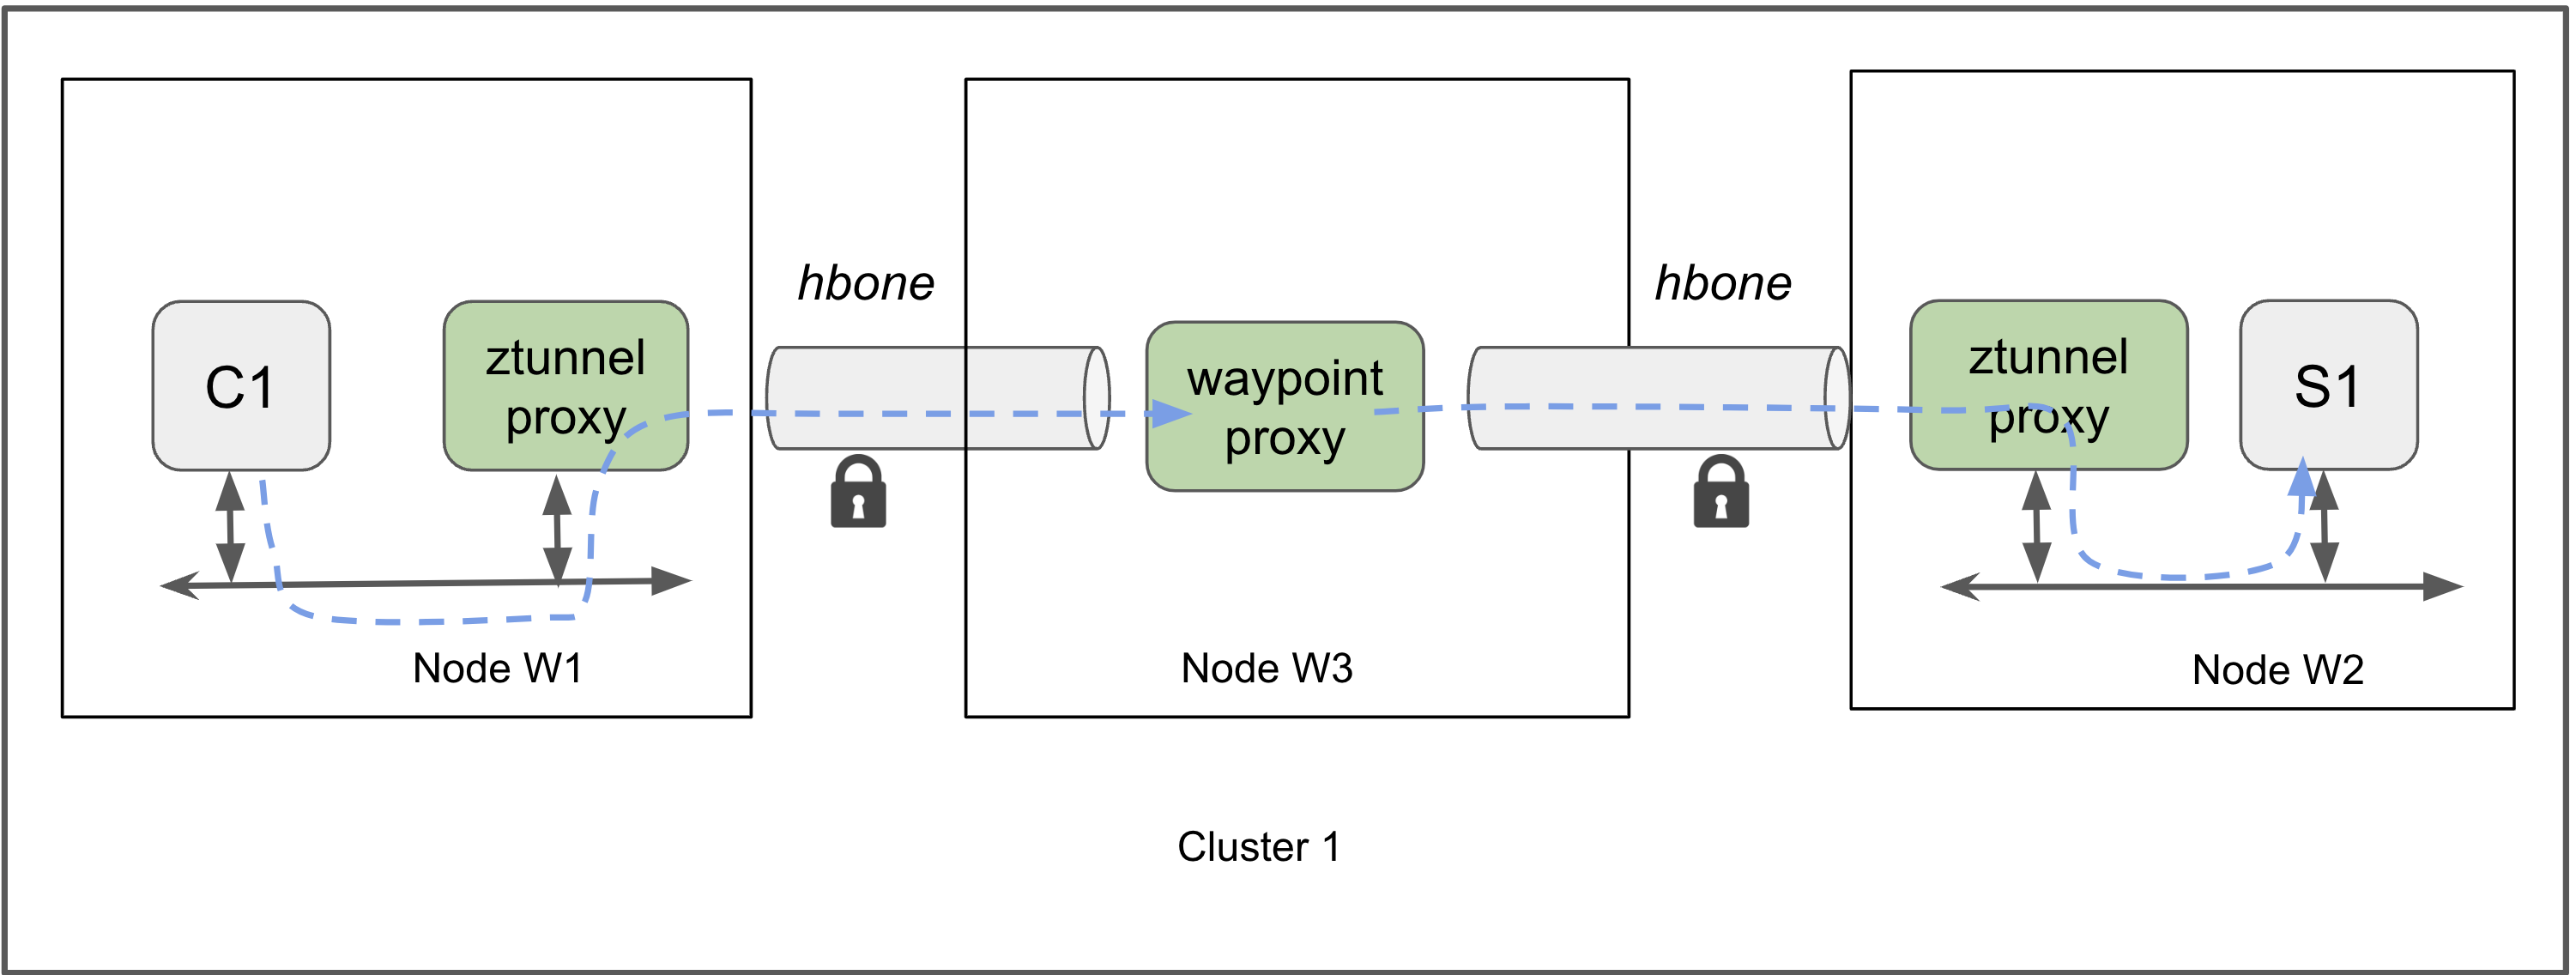 hbone
hbone
C1
ztunnel
proxy
waypoint
proxy
ztunnel
proxy
S1
Node W1
Node W3
Node W2
Cluster 1